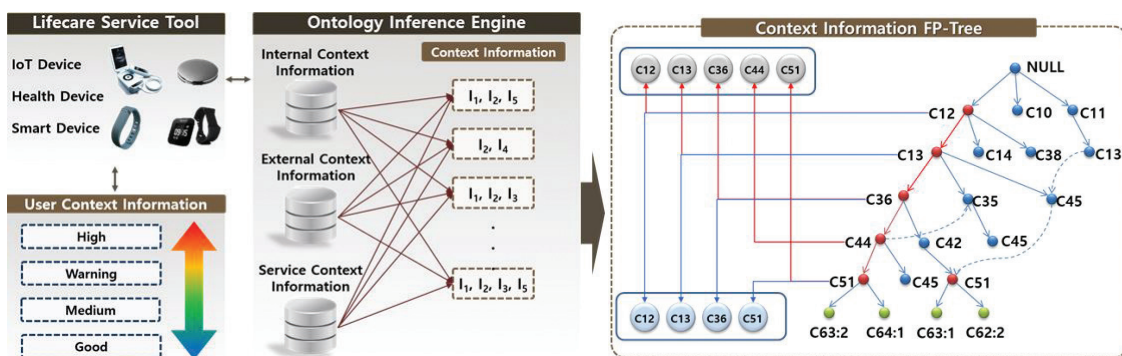 Lifecare Service Tool
IoT Device
Health Device
Smart Device
User Context Information
High
Warning
Medium
Good
Ontology Inference Engine
Internal Context
Information
External Context
Information
Service Context
Information
Context Information
I1, I2, I5
I2, I4
I1, I2, I3
.
.
.
I1, I2, I3, I5
Context Information FP-Tree
C12 C13 C36 C44 C51
NULL
C12 C10 C11
C13 C14 C38 C13
C36 C35 C45
C44 C42 C45
C51 C45 C51
C12 C13 C36 C51
C63:2 C64:1 C63:1 C62:2